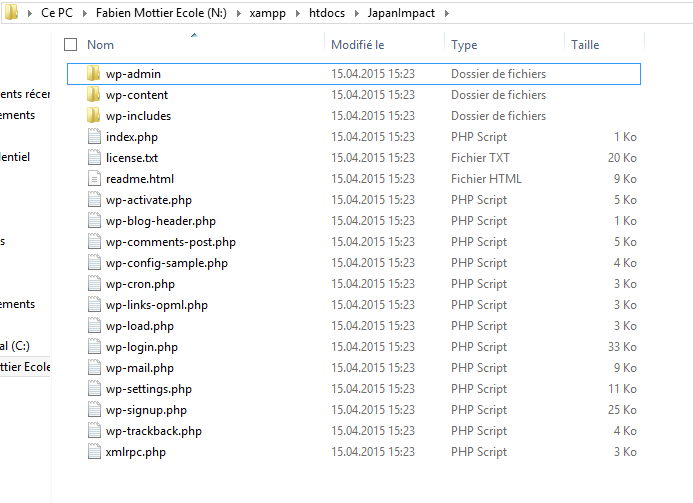 Ce PC Fabien Mottier Ecole (N:) xampp htdocs JapanImpact
Nom Modifié le Type Taille
wp-admin 15.04.2015 15:23 Dossier de fichiers
ents récer wp-content 15.04.2015 15:23 Dossier de fichiers
ements wp-includes 15.04.2015 15:23 Dossier de fichiers
index.php 15.04.2015 15:23 PHP Script 1 Ko
entiel license.txt 15.04.2015 15:23 Fichier TXT 20 Ko
readme.html 15.04.2015 15:23 Fichier HTML 9 Ko
wp-activate.php 15.04.2015 15:23 PHP Script 5 Ko
wp-blog-header.php 15.04.2015 15:23 PHP Script 1 Ko
s wp-comments-post.php 15.04.2015 15:23 PHP Script 5 Ko
wp-config-sample.php 15.04.2015 15:23 PHP Script 4 Ko
wp-cron.php 15.04.2015 15:23 PHP Script 3 Ko
ements wp-links-opml.php 15.04.2015 15:23 PHP Script 3 Ko
wp-load.php 15.04.2015 15:23 PHP Script 3 Ko
al (C:) wp-login.php 15.04.2015 15:23 PHP Script 33 Ko
ttier Ecole wp-mail.php 15.04.2015 15:23 PHP Script 9 Ko
wp-settings.php 15.04.2015 15:23 PHP Script 11 Ko
wp-signup.php 15.04.2015 15:23 PHP Script 25 Ko
wp-trackback.php 15.04.2015 15:23 PHP Script 4 Ko
xmlrpc.php 15.04.2015 15:23 PHP Script 3 Ko